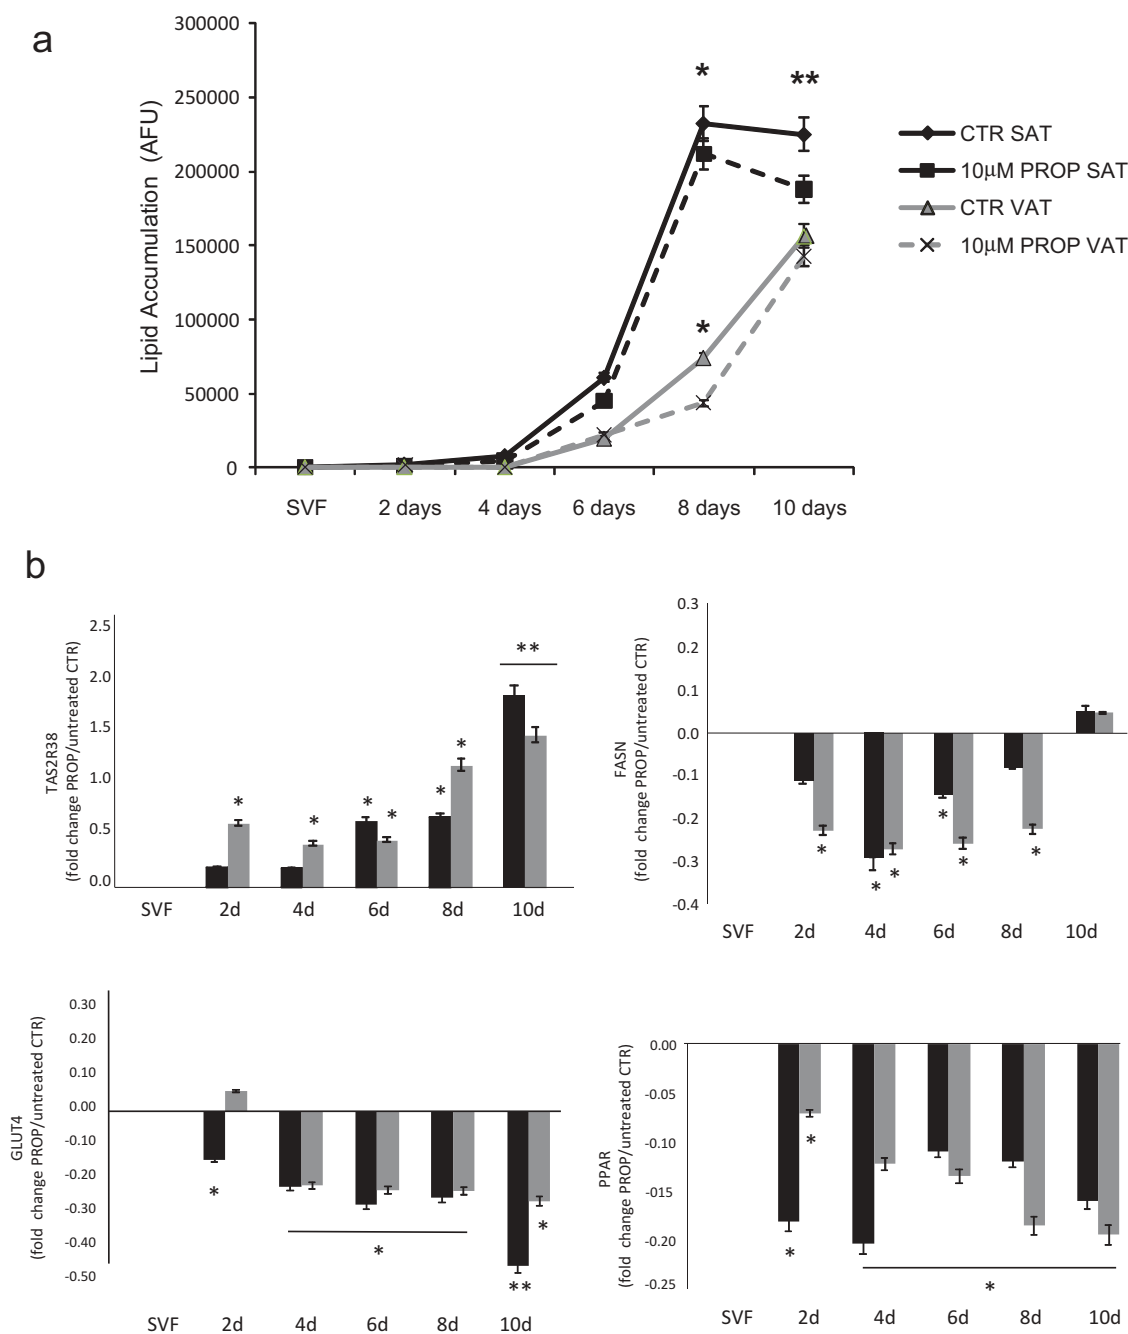 a
300000
250000
200000
150000
100000
50000
0
Lipid Accumulation (AFU)
*
**
*
SVF 2 days 4 days 6 days 8 days 10 days
CTR SAT
10μM PROP SAT
CTR VAT
10μM PROP VAT
b
2.5
2.0
1.5
1.0
0.5
0.0
TAS2R38
(fold change PROP/untreated CTR)
* * * * * * **
SVF 2d 4d 6d 8d 10d
0.3
0.2
0.1
0.0
-0.1
-0.2
-0.3
-0.4
FASN
(fold change PROP/untreated CTR)
* * * * * *
SVF 2d 4d 6d 8d 10d
0.30
0.20
0.10
0.00
-0.10
-0.20
-0.30
-0.40
-0.50
GLUT4
(fold change PROP/untreated CTR)
* * ** *
SVF 2d 4d 6d 8d 10d
0.00
-0.05
-0.10
-015
-0.20
-0.25
PPAR
(fold change PROP/untreated CTR)
* * *
SVF 2d 4d 6d 8d 10d